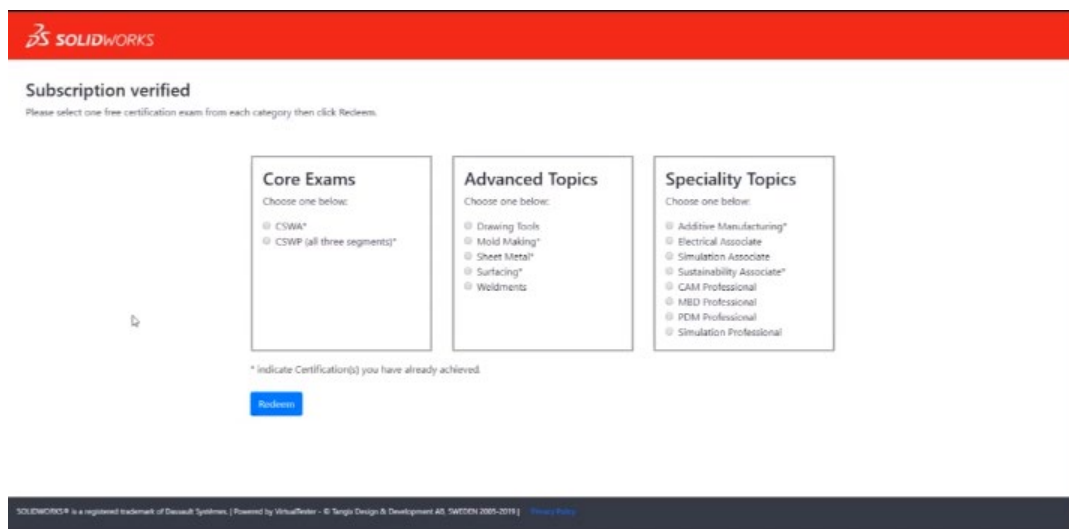 SOLIDWORKS
Subscription verified
Please select one free certification exam from each category then click Redeem.
Core Exams
Choose one below:
CSWA*
CSWP (all three segments)*
Advanced Topics
Choose one below:
Drawing Tools
Mold Making*
Sheet Metal*
Surfacing*
Weldments
Speciality Topics
Choose one below:
Additive Manufacturing*
Electrical Associate
Simulation Associate
Sustainability Associate*
CAM Professional
MBD Professional
PDM Professional
Simulation Professional
* indicate Certification(s) you have already achieved.
Redeem
SOLIDWORKS® is a registered trademark of Dassault Systèmes. | Powered by VirtualTester - © Tangix Design & Development AB, SWEDEN 2005-2019 | Privacy Policy